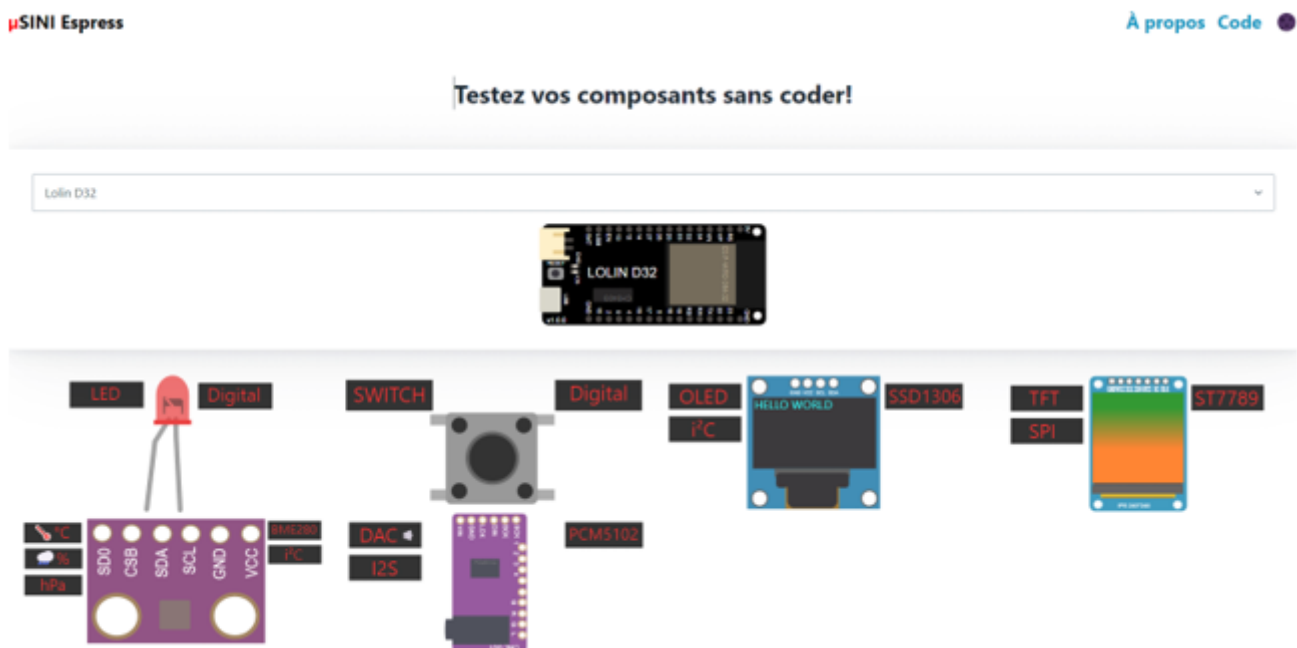 µSINI Espress
À propos Code
Testez vos composants sans coder!
Lolin D32
LOLIN D32
LED
Digital
SWITCH
Digital
OLED
SSD1306
i²C
HELLO WORLD
TFT
ST7789
SPI
°C
%
hPa
BME280
i²C
SD0
CSB
SDA
SCL
GND
VCC
DAC
I2S
PCM5102